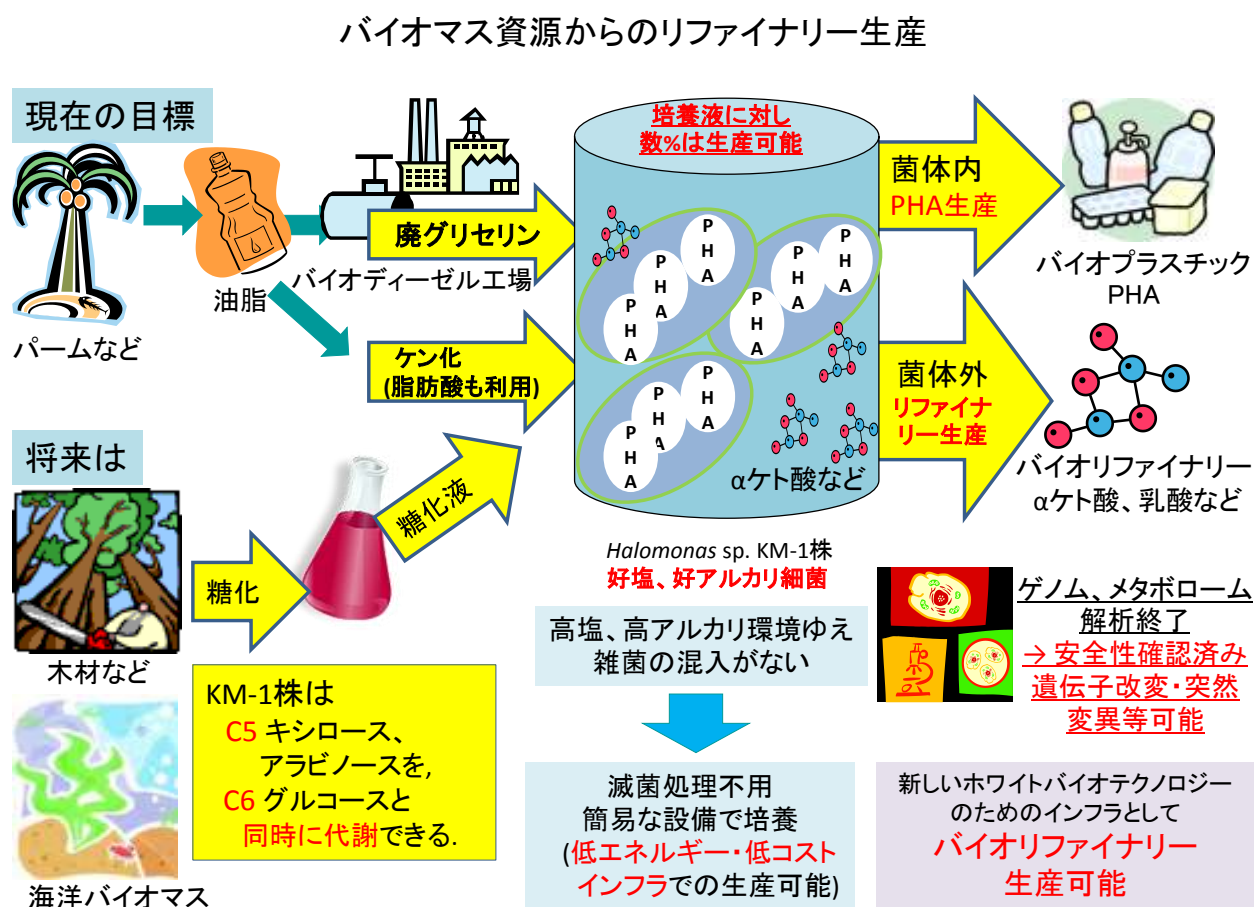 バイオマス資源からのリファイナリー生産
現在の目標
パームなど
油脂
バイオディーゼル工場
廃グリセリン
ケン化
(脂肪酸も利用)
培養液に対し
数%は生産可能
PHA
PHA
PHA
PHA
PHA
PHA
PHA
PHA
PHA
αケト酸など
菌体内
PHA生産
バイオプラスチック
PHA
菌体外
リファイナ
リー生産
バイオリファイナリー
αケト酸、乳酸など
将来は
木材など
糖化
糖化液
海洋バイオマス
KM-1株は
C5 キシロース、
アラビノースを,
C6 グルコースと
同時に代謝できる.
Halomonas sp. KM-1株
好塩、好アルカリ細菌
高塩、高アルカリ環境ゆえ
雑菌の混入がない
滅菌処理不用
簡易な設備で培養
(低エネルギー・低コスト
インフラでの生産可能)
ゲノム、メタボローム
解析終了
→ 安全性確認済み
遺伝子改変・突然
変異等可能
新しいホワイトバイオテクノロジー
のためのインフラとして
バイオリファイナリー
生産可能